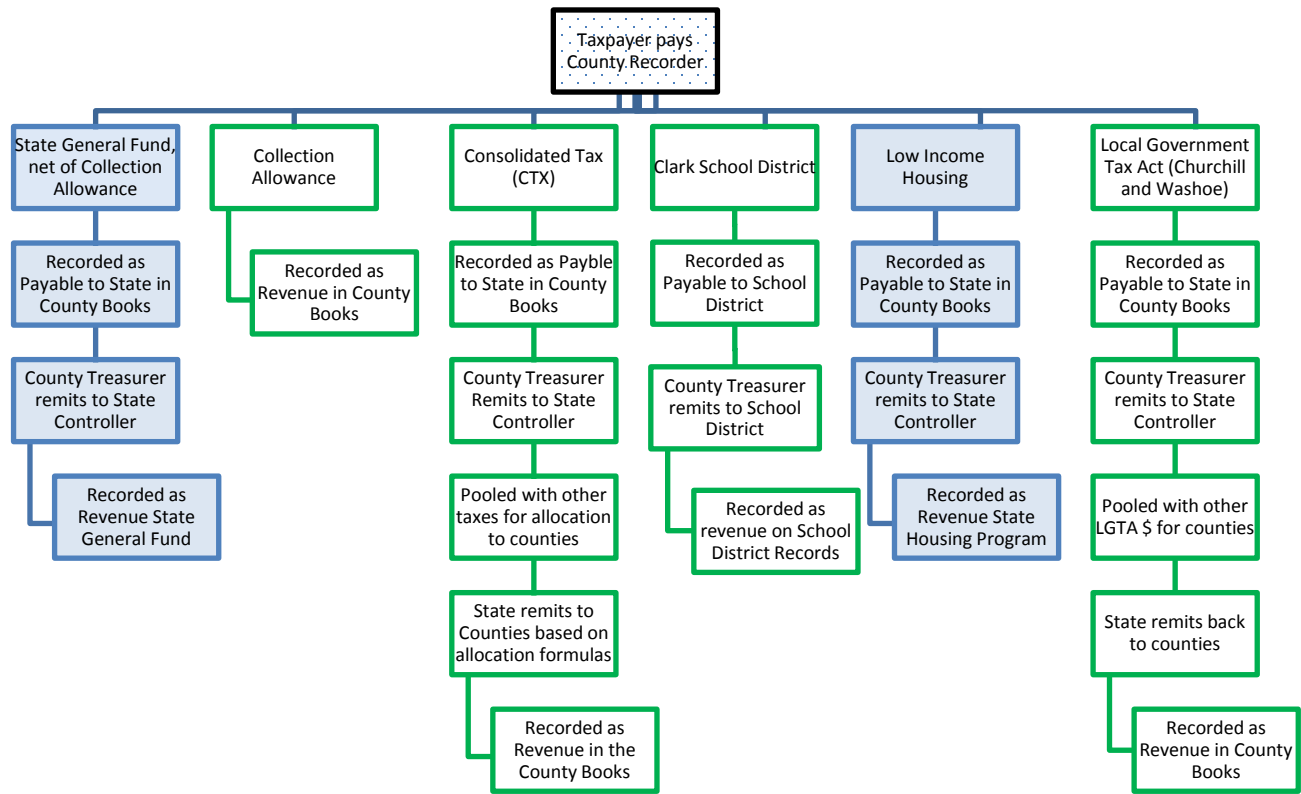 Taxpayer pays
County Recorder
State General Fund,
net of Collection
Allowance
Recorded as
Payable to State in
County Books
County Treasurer
remits to State
Controller
Recorded as
Revenue State
General Fund
Collection
Allowance
Recorded as
Revenue in County
Books
Consolidated Tax
(CTX)
Recorded as Payble
to State in County
Books
County Treasurer
Remits to State
Controller
Pooled with other
taxes for allocation
to counties
State remits to
Counties based on
allocation formulas
Recorded as
Revenue in the
County Books
Clark School District
Recorded as
Payable to School
District
County Treasurer
remits to School
District
Recorded as
revenue on School
District Records
Low Income
Housing
Recorded as
Payable to State in
County Books
County Treasurer
remits to State
Controller
Recorded as
Revenue State
Housing Program
Local Government
Tax Act (Churchill
and Washoe)
Recorded as
Payable to State in
County Books
County Treasurer
remits to State
Controller
Pooled with other
LGTA $ for counties
State remits back
to counties
Recorded as
Revenue in County
Books